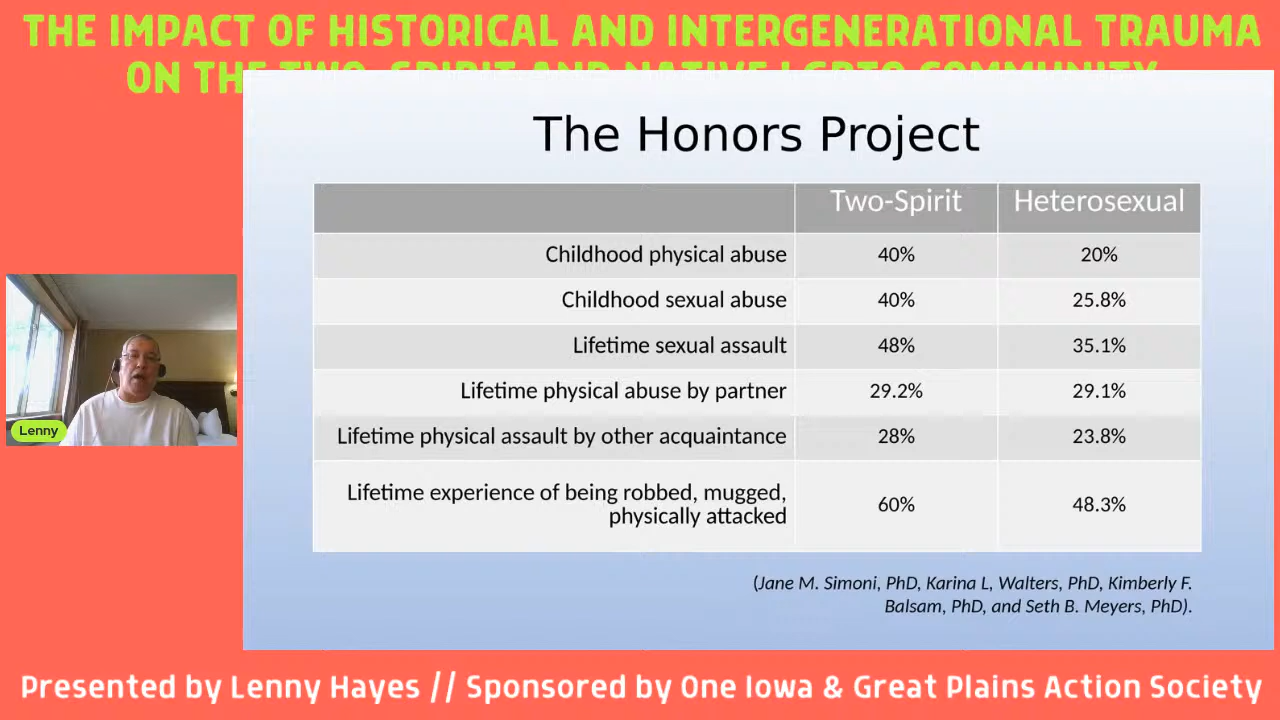 THE IMPACT OF HISTORICAL AND INTERGENERATIONAL TRAUMA
ON THE TWO-SPIRIT AND NATIVE LGBTQ COMMUNITY
The Honors Project
Two-Spirit Heterosexual
Childhood physical abuse 40% 20%
Childhood sexual abuse 40% 25.8%
Lifetime sexual assault 48% 35.1%
Lifetime physical abuse by partner 29.2% 29.1%
Lifetime physical assault by other acquaintance 28% 23.8%
Lifetime experience of being robbed, mugged,
physically attacked 60% 48.3%
(Jane M. Simoni, PhD, Karina L, Walters, PhD, Kimberly F.
Balsam, PhD, and Seth B. Meyers, PhD).
Lenny
Presented by Lenny Hayes // Sponsored by One Iowa & Great Plains Action Society